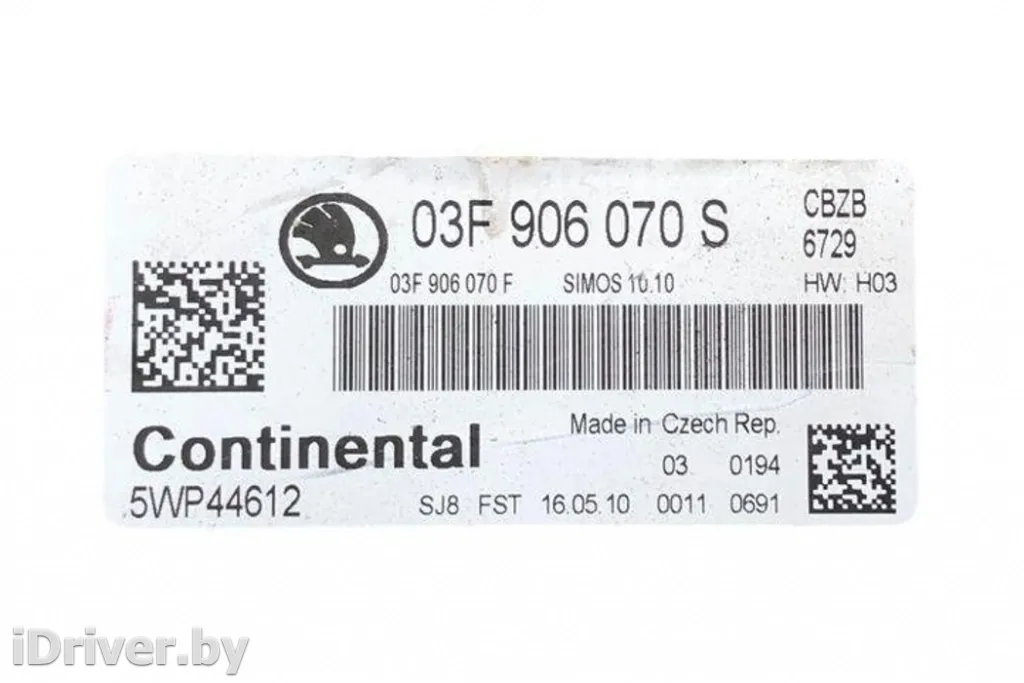 03F 906 070 S
CBZB
6729
03F 906 070 F SIMOS 10.10 HW: H03
Made in Czech Rep.
Continental
03 0194
5WP44612
SJ8 FST 16.05.10 0011 0691
iDriver.by